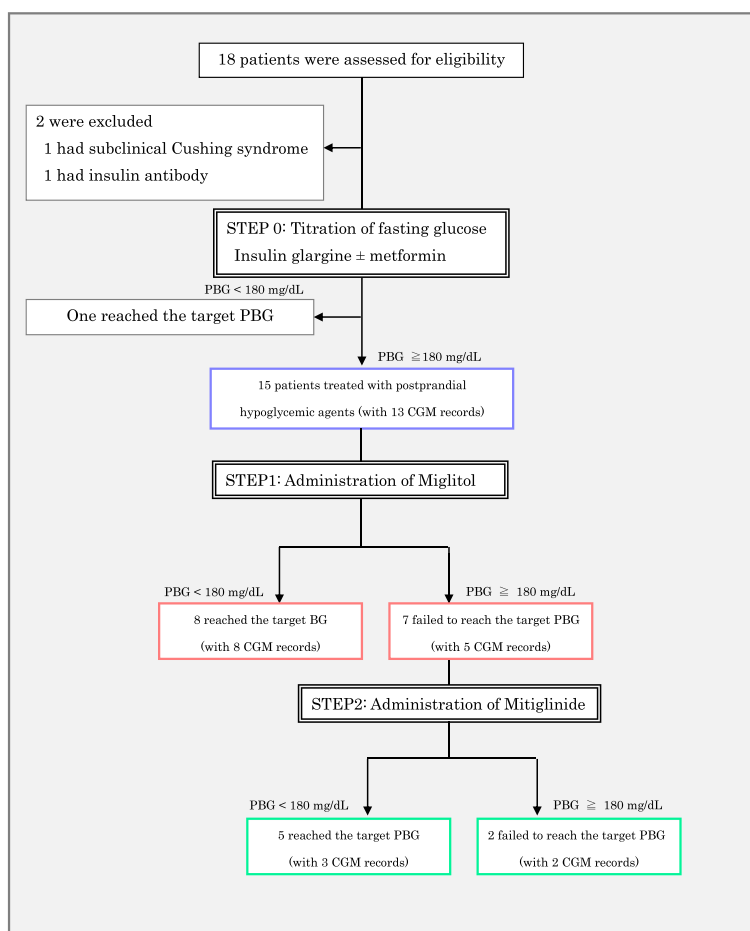 18 patients were assessed for eligibility
2 were excluded
1 had subclinical Cushing syndrome
1 had insulin antibody
STEP 0: Titration of fasting glucose
Insulin glargine ± metformin
PBG < 180 mg/dL
One reached the target PBG
PBG ≧180 mg/dL
15 patients treated with postprandial
hypoglycemic agents (with 13 CGM records)
STEP1: Administration of Miglitol
PBG < 180 mg/dL
PBG ≧ 180 mg/dL
8 reached the target BG
(with 8 CGM records)
7 failed to reach the target PBG
(with 5 CGM records)
STEP2: Administration of Mitiglinide
PBG < 180 mg/dL
PBG ≧ 180 mg/dL
5 reached the target PBG
(with 3 CGM records)
2 failed to reach the target PBG
(with 2 CGM records)